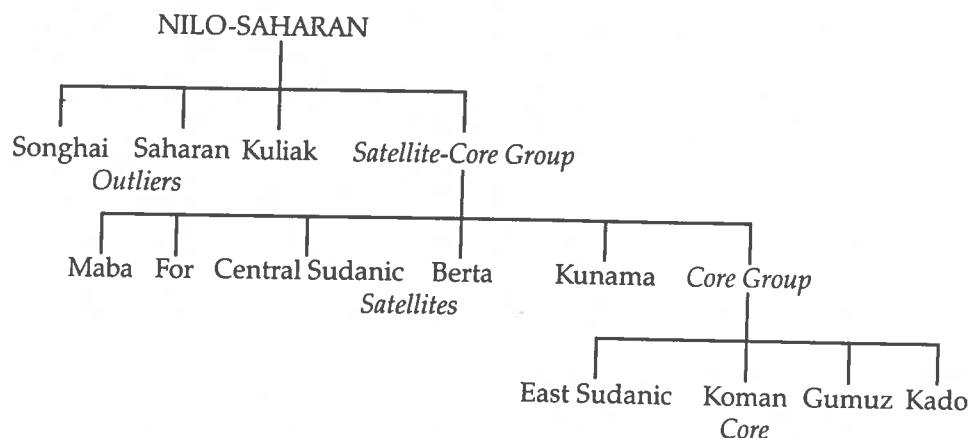 NILO-SAHARAN
Songhai Saharan Kuliak Satellite-Core Group
Outliers
Maba For Central Sudanic Berta Kunama Core Group
Satellites
East Sudanic Koman Gumuz Kado
Core